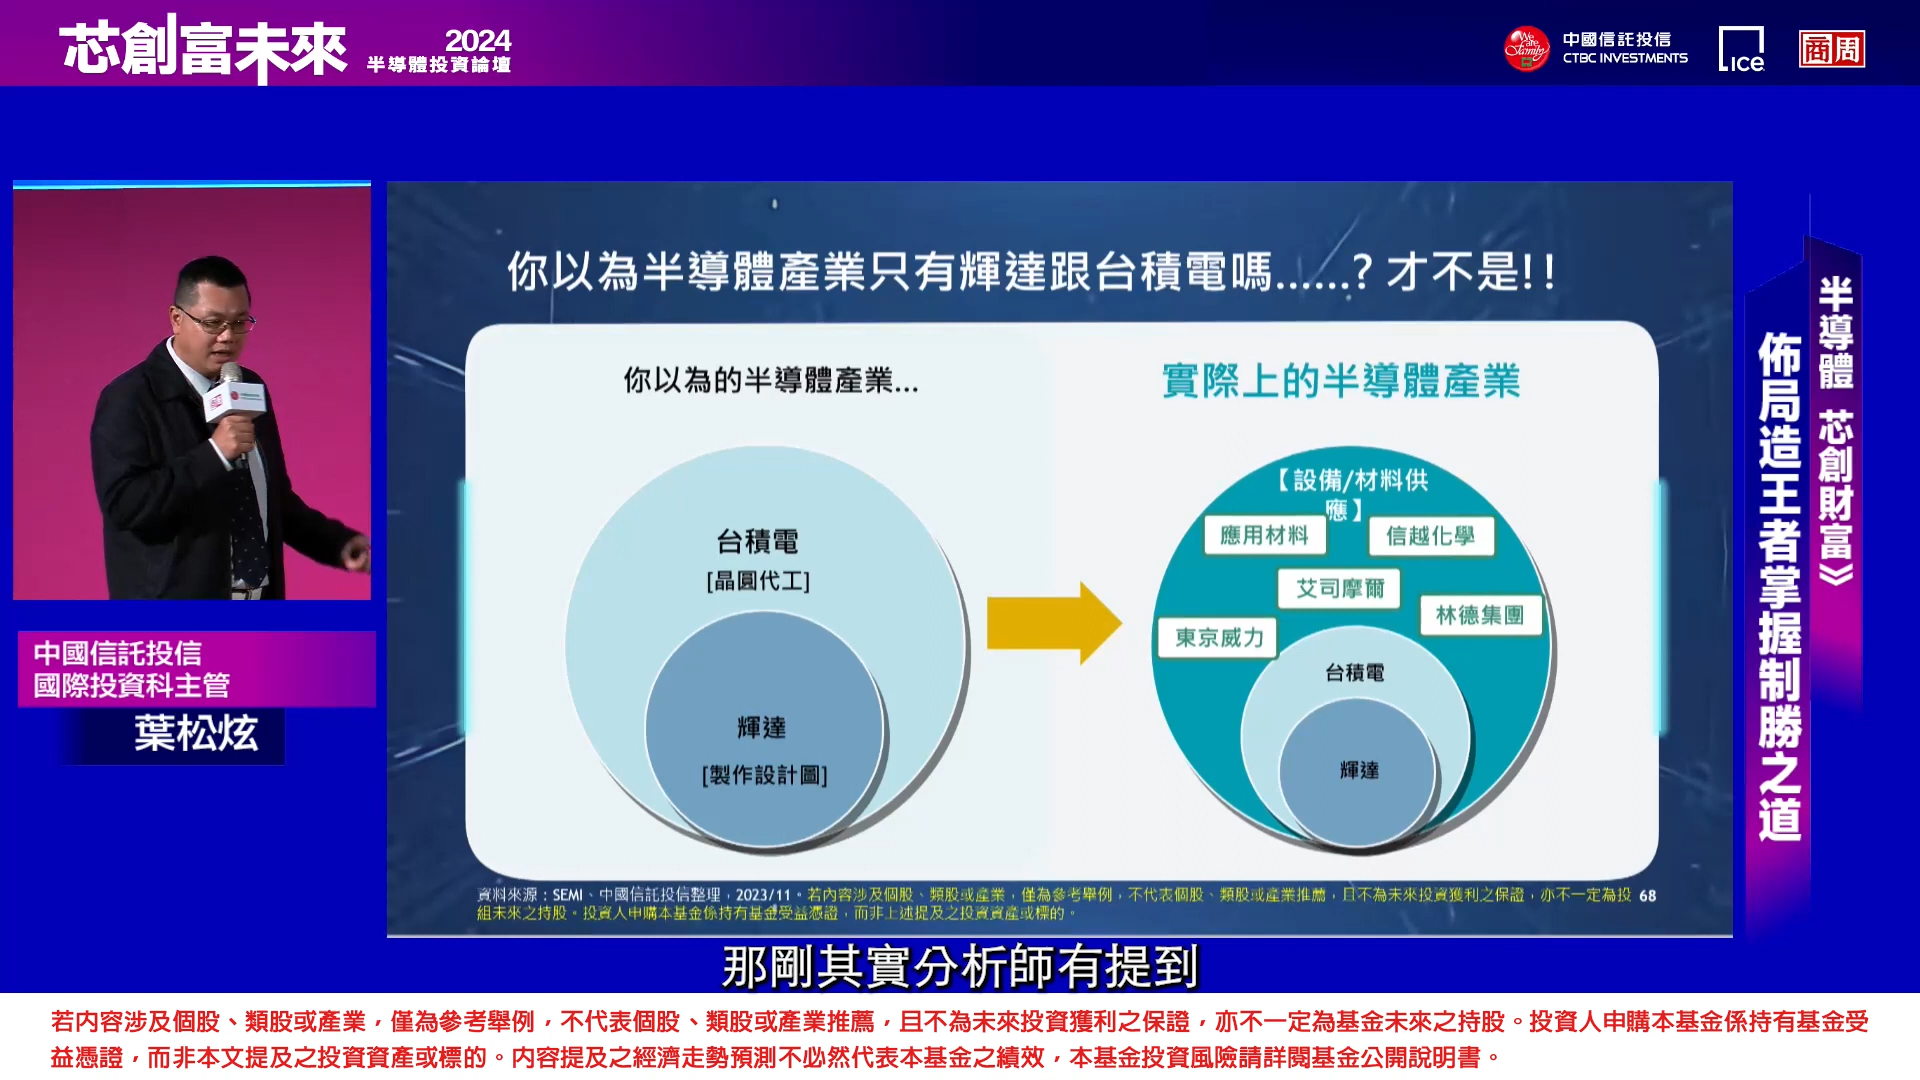 芯創富未來
2024
半導體投資論壇
We are Family
中國信託投信
CTBC INVESTMENTS
ice
商周
你以為半導體產業只有輝達跟台積電嗎......? 才不是!!
你以為的半導體產業...
台積電
[晶圓代工]
輝達
[製作設計圖]
實際上的半導體產業
【設備/材料供
應】
應用材料
信越化學
艾司摩爾
林德集團
東京威力
台積電
輝達
資料來源：SEMI、中國信託投信整理，2023/11。若內容涉及個股、類股或產業，僅為參考舉例，不代表個股、類股或產業推薦，且不為未來投資獲利之保證，亦不一定為投
組未來之持股。投資人申購本基金係持有基金受益憑證，而非上述提及之投資資產或標的。
68
中國信託投信
國際投資科主管
葉松炫
半導體 芯創財富》
佈局造王者掌握制勝之道
那剛其實分析師有提到
若內容涉及個股、類股或產業，僅為參考舉例，不代表個股、類股或產業推薦，且不為未來投資獲利之保證，亦不一定為基金未來之持股。投資人申購本基金係持有基金受
益憑證，而非本文提及之投資資產或標的。內容提及之經濟走勢預測不必然代表本基金之績效，本基金投資風險請詳閱基金公開說明書。